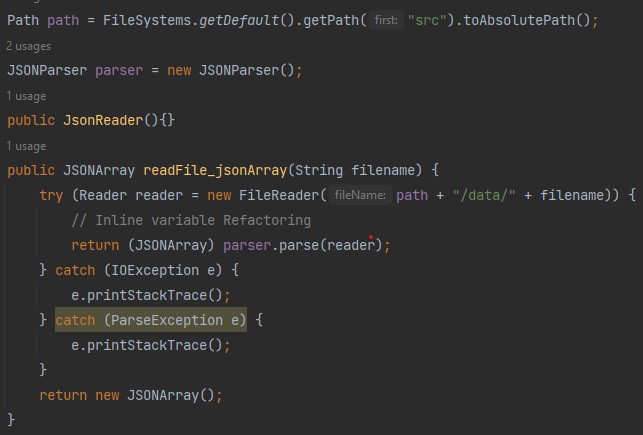 Path path = FileSystems.getDefault().getPath( first: "src").toAbsolutePath();
2 usages
JSONParser parser = new JSONParser();
1 usage
public JsonReader(){}
1 usage
public JSONArray readFile_jsonArray(String filename) {
try (Reader reader = new FileReader( fileName: path + "/data/" + filename)) {
// Inline variable Refactoring
return (JSONArray) parser.parse(reader);
} catch (IOException e) {
e.printStackTrace();
} catch (ParseException e) {
e.printStackTrace();
}
return new JSONArray();
}